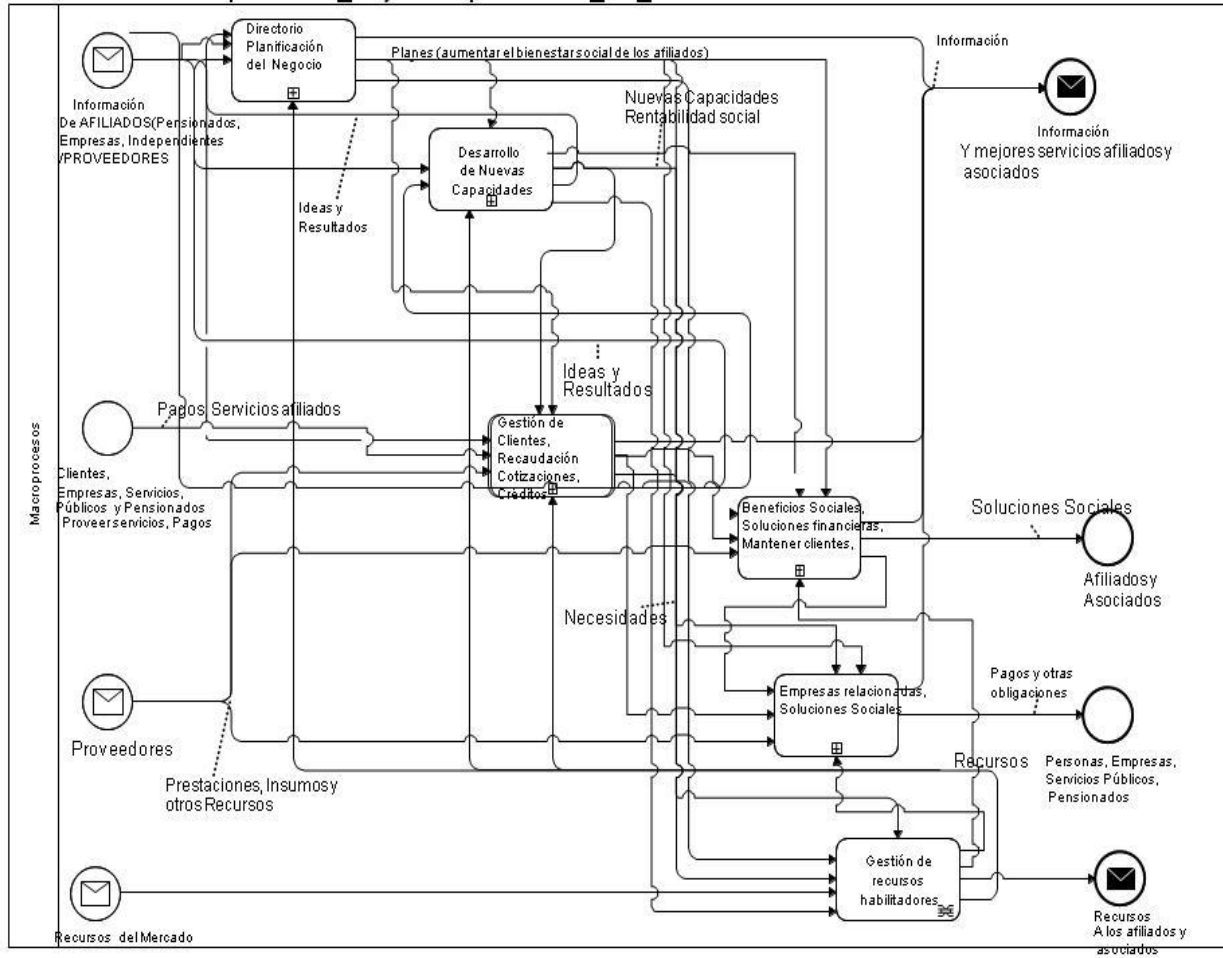 Directorio
Planificación
del Negocio
Planes (aumentar el bienestar social de los afiliados)
Información
Información
De AFILIADOS(Pensionados,
Empresas, Independientes
/PROVEEDORES
Nuevas Capacidades
Rentabilidad social
Información
Y mejores servicios afiliados y
asociados
Desarrollo
de Nuevas
Capacidades
Ideas y
Resultados
Ideas y
Resultados
Macroprocesos
Pagos, Servicios afiliados
Clientes,
Empresas, Servicios,
Públicos y Pensionados
Proveer servicios, Pagos
Gestión de
Clientes,
Recaudación
Cotizaciones,
Créditos
Beneficios Sociales,
Soluciones financieras,
Mantener clientes,
Soluciones Sociales
Afiliados y
Asociados
Necesidades
Empresas relacionadas,
Soluciones Sociales
Pagos y otras
obligaciones
Personas, Empresas,
Servicios Públicos,
Pensionados
Proveedores
Prestaciones, Insumos y
otros Recursos
Recursos
Gestión de
recursos
habilitadores
Recursos del Mercado
Recursos
A los afiliados y
asociados